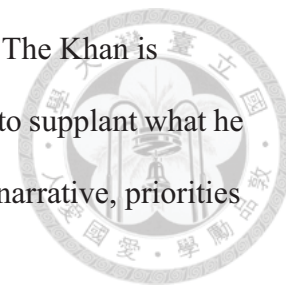 The Khan is
to supplant what he
narrative, priorities